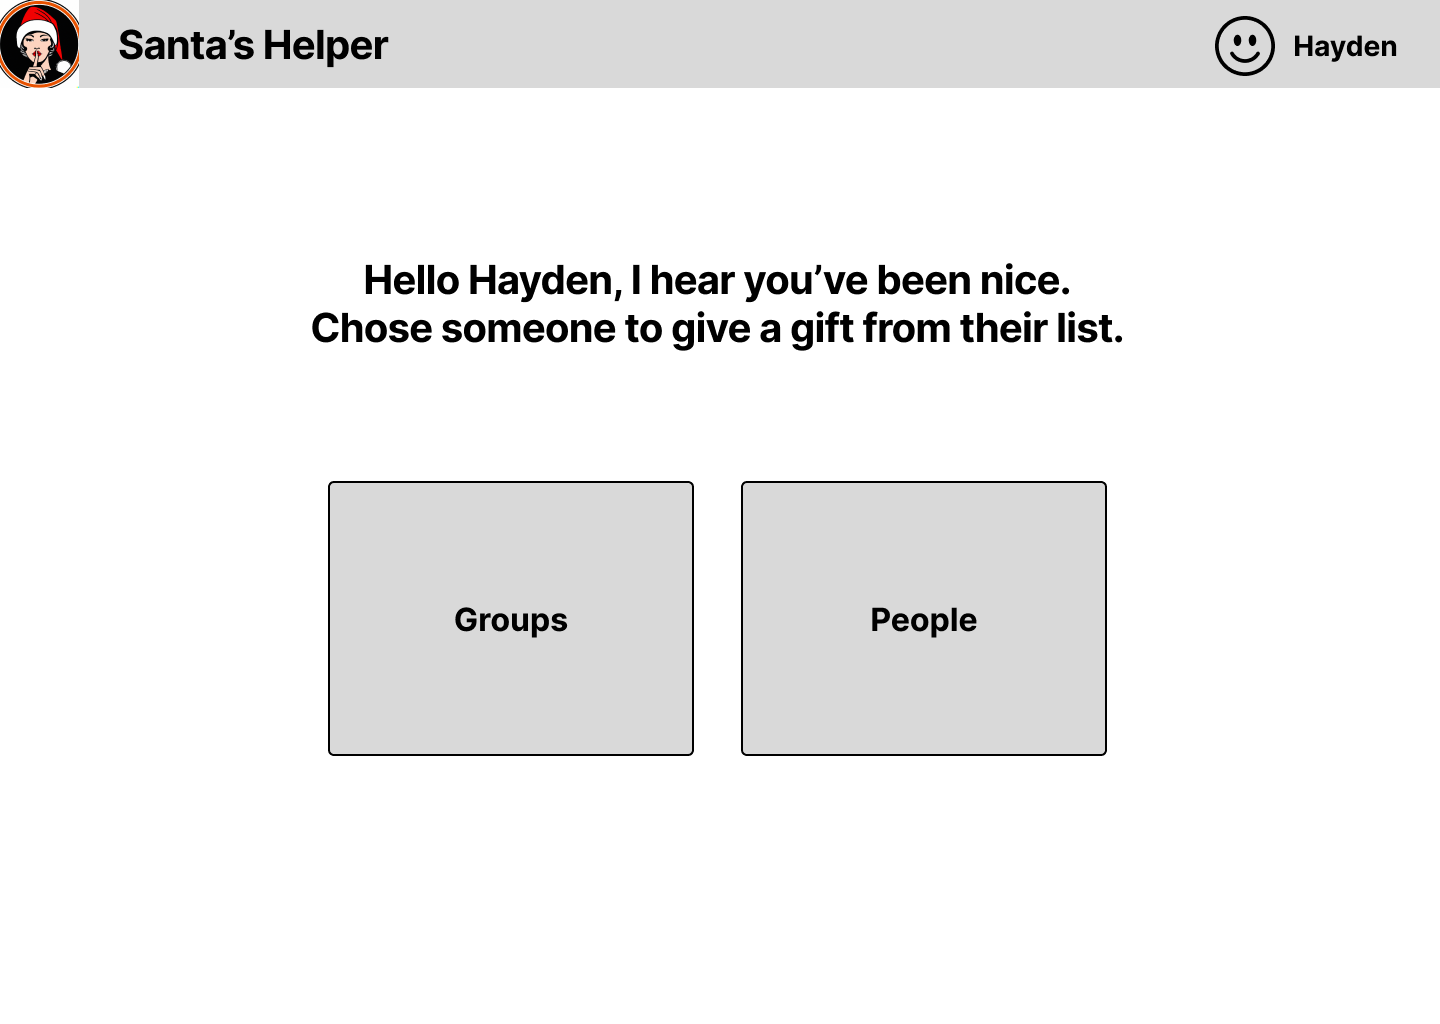 Santa’s Helper
Hayden
Hello Hayden, I hear you’ve been nice.
Chose someone to give a gift from their list.
Groups
People